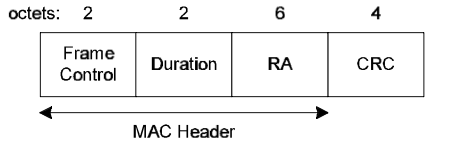 octets: 2 2 6 4
Frame
Control
Duration
RA
CRC
MAC Header